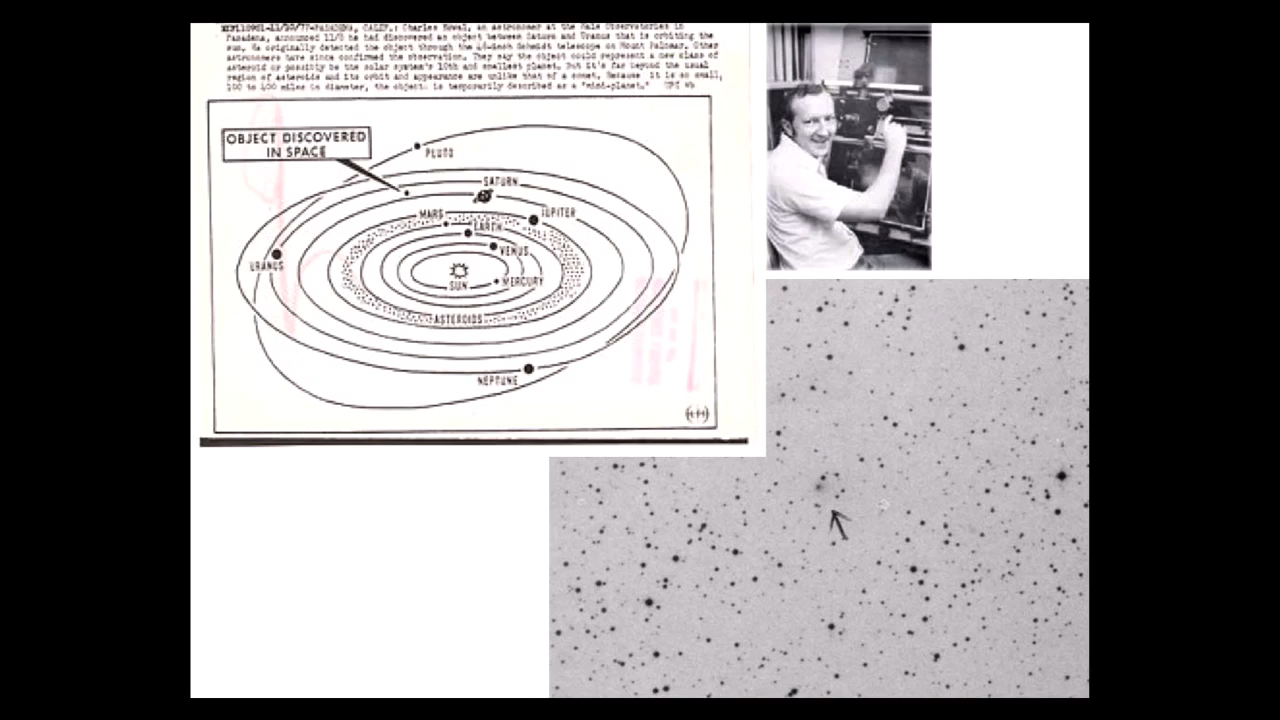 PASADENA, CALIF.: Charles Kowal, an astronomer at the Hale Observatories in
Pasadena, announced 11/8 he had discovered an object between Saturn and Uranus that is orbiting the
sun. He originally detected the object through the 48-inch Schmidt telescope on Mount Palomar. Other
astronomers have since confirmed the observation. They say the object could represent a new class of
asteroid or possibly be the solar system's 10th and smallest planet. But it's far beyond the usual
region of asteroids and its orbit and appearance are unlike that of a comet. Because it is so small,
100 to 400 miles in diameter, the object is temporarily described as a "mini-planet." UPI
OBJECT DISCOVERED
IN SPACE
PLUTO
SATURN
MARS
JUPITER
EARTH
VENUS
URANUS
SUN
MERCURY
ASTEROIDS
NEPTUNE